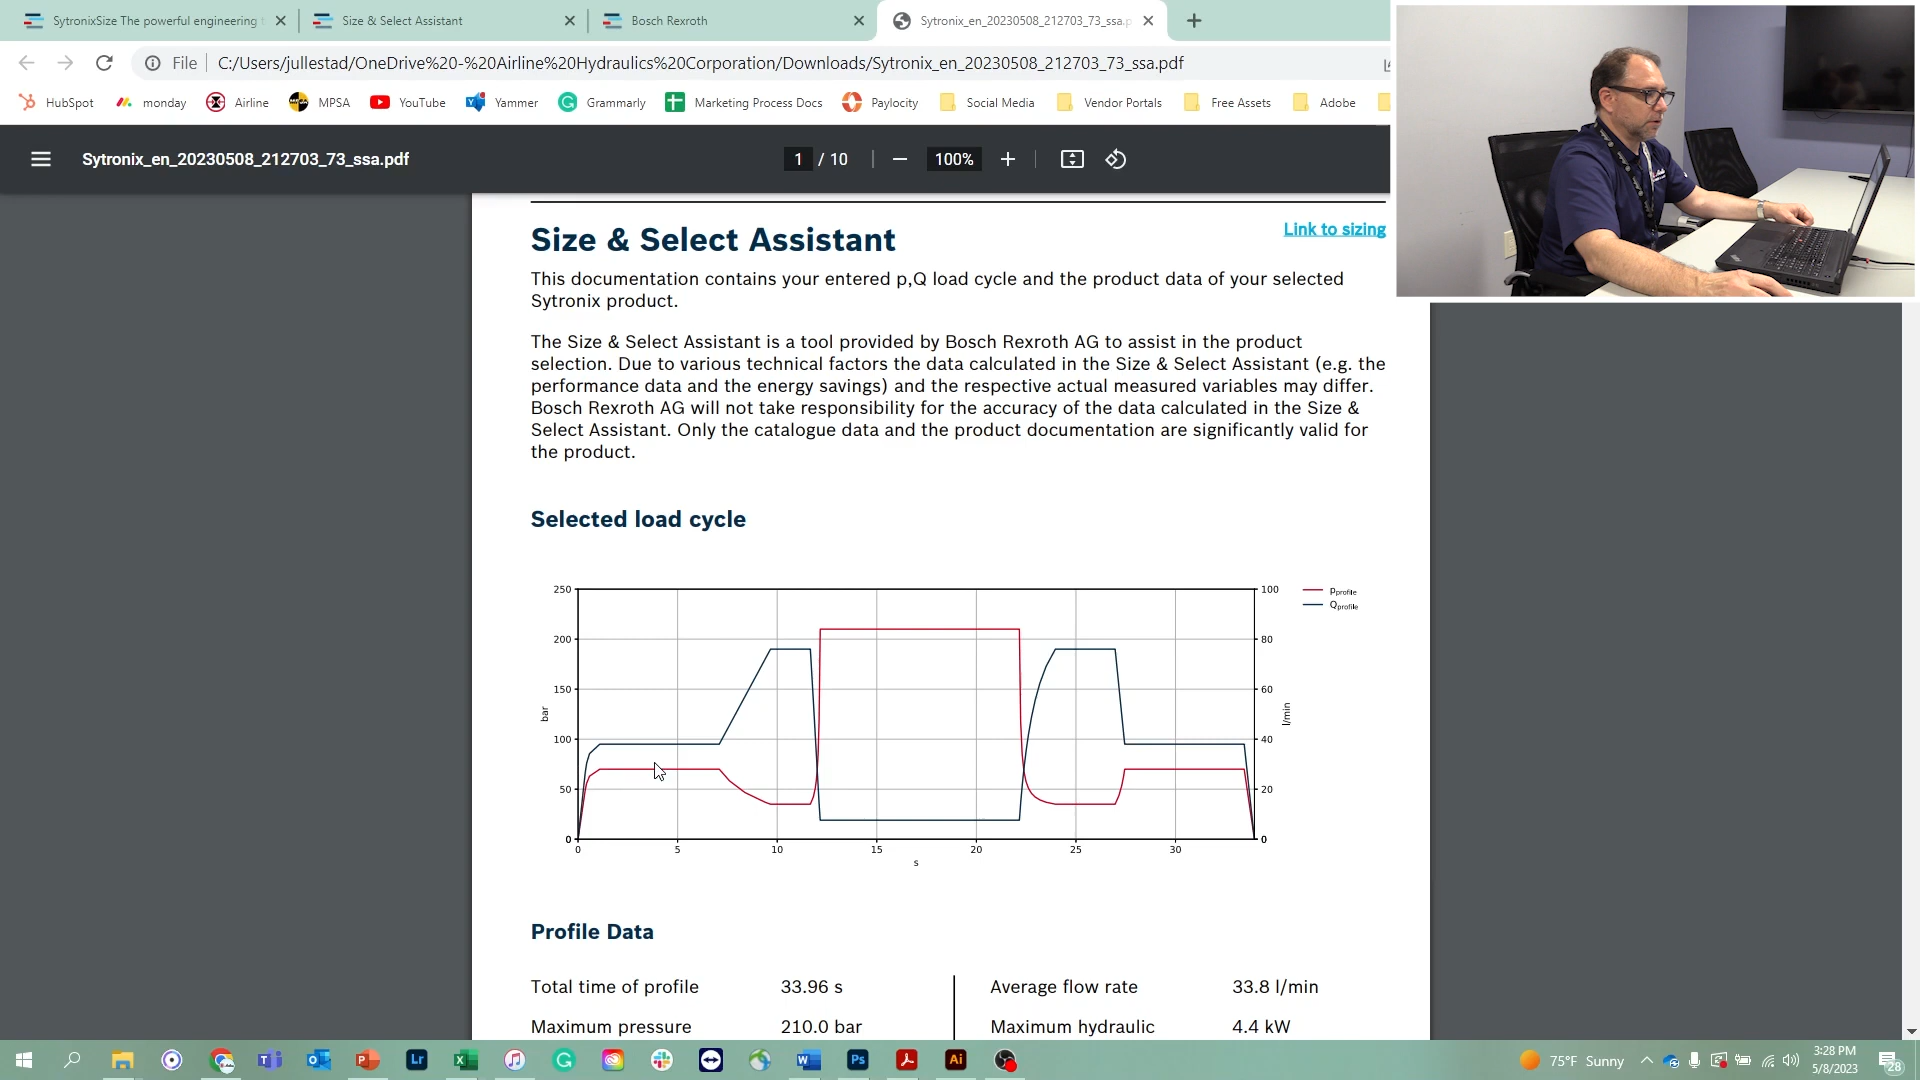 SytronixSize The powerful engineering
Size & Select Assistant
Bosch Rexroth
Sytronix_en_20230508_212703_73_ssa.p
File
C:/Users/jullestad/OneDrive%20-%20Airline%20Hydraulics%20Corporation/Downloads/Sytronix_en_20230508_212703_73_ssa.pdf
HubSpot
monday
Airline
MPSA
YouTube
Yammer
Grammarly
Marketing Process Docs
Paylocity
Social Media
Vendor Portals
Free Assets
Adobe
Sytronix_en_20230508_212703_73_ssa.pdf
1 / 10
100%
Size & Select Assistant
Link to sizing
This documentation contains your entered p,Q load cycle and the product data of your selected
Sytronix product.
The Size & Select Assistant is a tool provided by Bosch Rexroth AG to assist in the product
selection. Due to various technical factors the data calculated in the Size & Select Assistant (e.g. the
performance data and the energy savings) and the respective actual measured variables may differ.
Bosch Rexroth AG will not take responsibility for the accuracy of the data calculated in the Size &
Select Assistant. Only the catalogue data and the product documentation are significantly valid for
the product.
Selected load cycle
250
200
150
100
50
0
bar
100
80
60
40
20
0
l/min
Pprofile
Qprofile
0
5
10
15
20
25
30
s
Profile Data
Total time of profile 33.96 s
Average flow rate 33.8 l/min
Maximum pressure 210.0 bar
Maximum hydraulic 4.4 kW
75°F Sunny
3:28 PM
5/8/2023
28